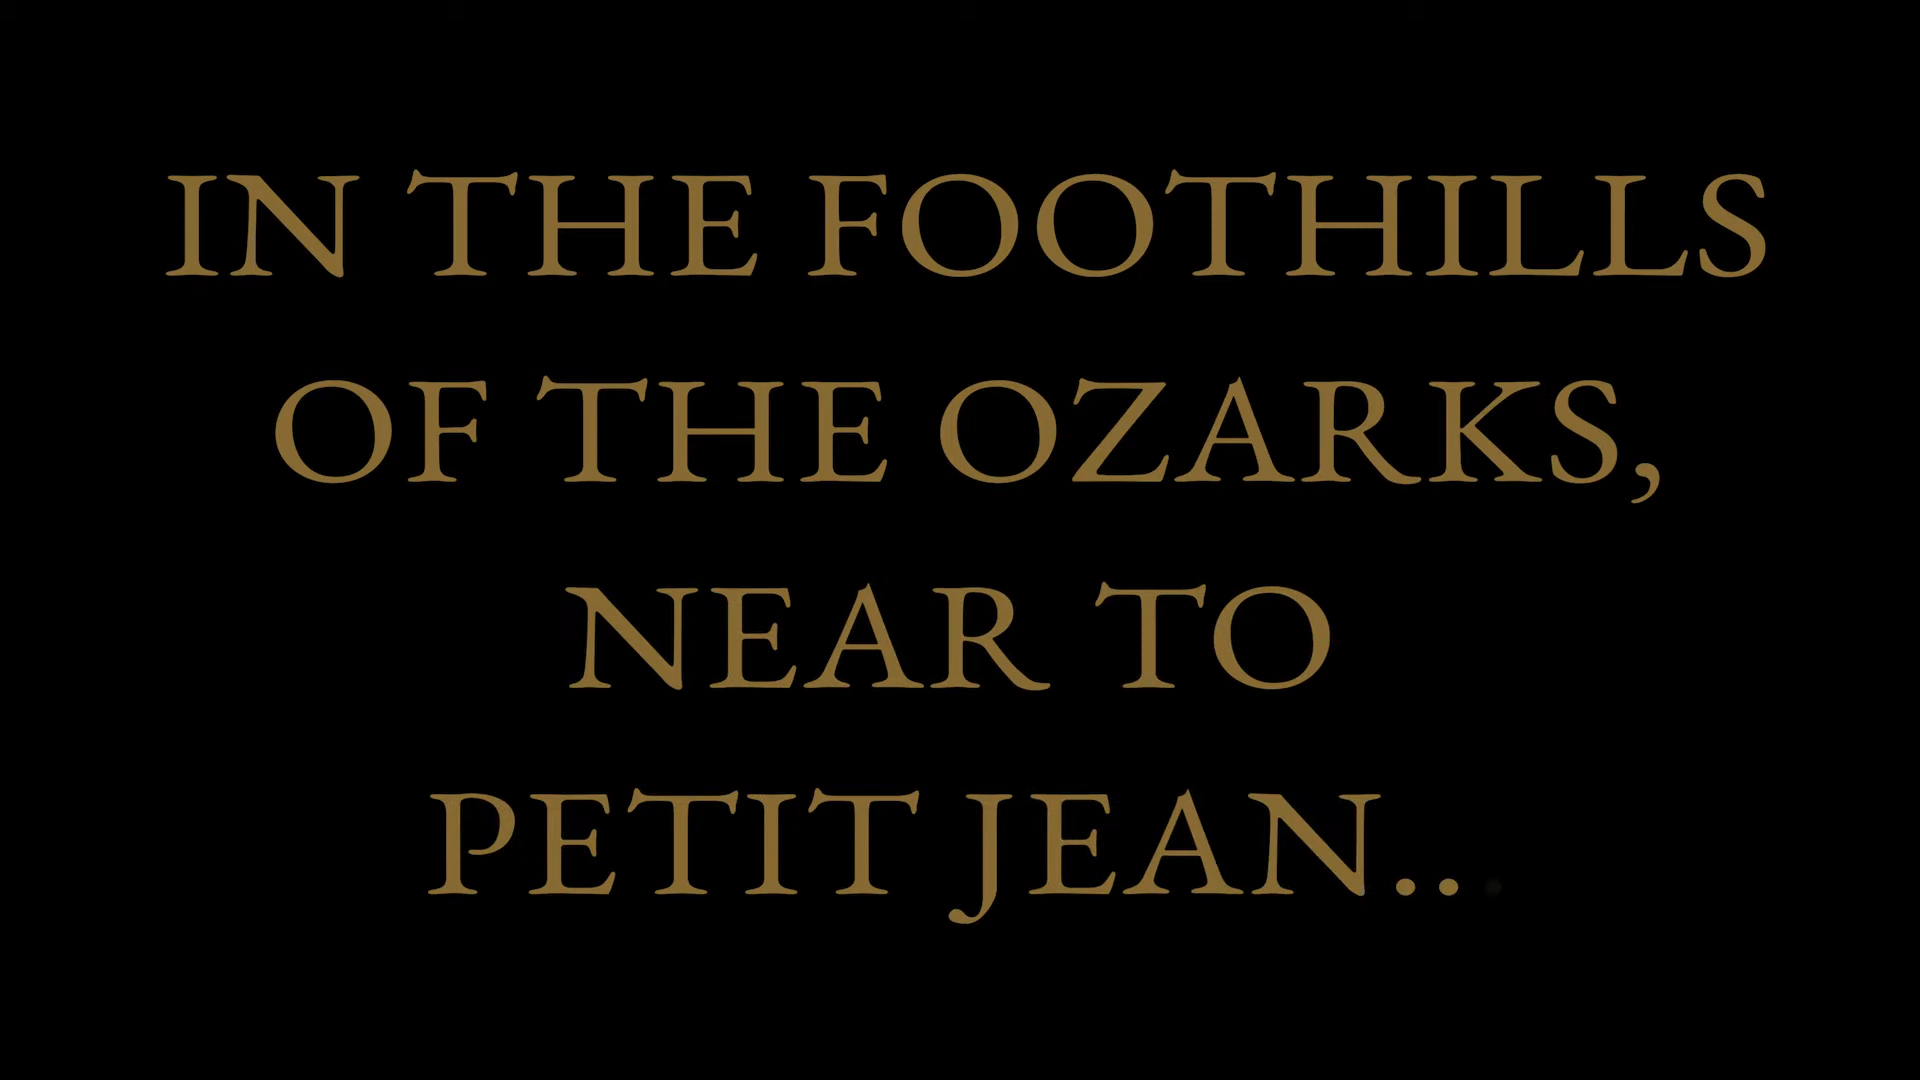 IN THE FOOTHILLS
OF THE OZARKS,
NEAR TO
PETIT JEAN...